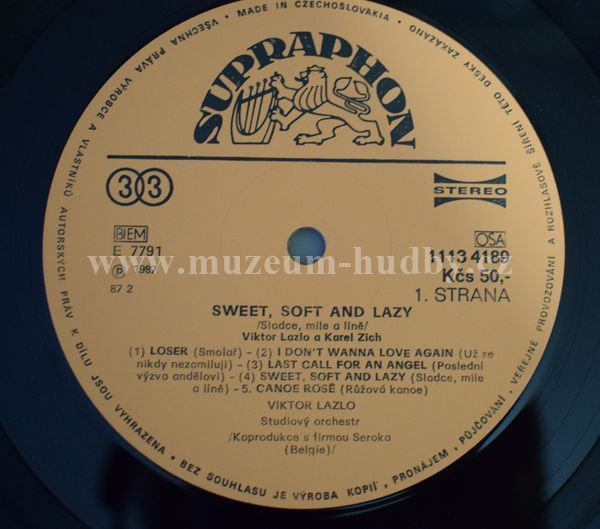 VŠECHNA PRÁVA VÝROBCE A VLASTNÍKŮ AUTORSKÝCH PRÁV K DÍLU JSOU VYHRAZENA • BEZ SOUHLASU JE VÝROBA KOPIÍ, PRONÁJEM, PŮJČOVÁNÍ, VEŘEJNÉ PROVOZOVÁNÍ A ROZHLASOVÉ ŠÍŘENÍ TÉTO DESKY ZAKÁZÁNO • MADE IN CZECHOSLOVAKIA •
SUPRAPHON
33
STEREO
BIEM
E 7791
Ⓟ 1987
87 2
OSA
1113 4189
Kčs 50,-
1. STRANA
www.muzeum-hudby.cz
SWEET, SOFT AND LAZY
/Sladce, mile a líně/
Viktor Lazlo a Karel Zich
(1) LOSER (Smolař) - (2) I DON'T WANNA LOVE AGAIN (Už se
nikdy nezamiluji) - (3) LAST CALL FOR AN ANGEL (Poslední
výzva andělovi) - (4) SWEET, SOFT AND LAZY (Sladce, mile
a líně) - 5. CANOE ROSÉ (Růžová kanoe)
VIKTOR LAZLO
Studiový orchestr
/Koprodukce s firmou Seroka
(Belgie)/